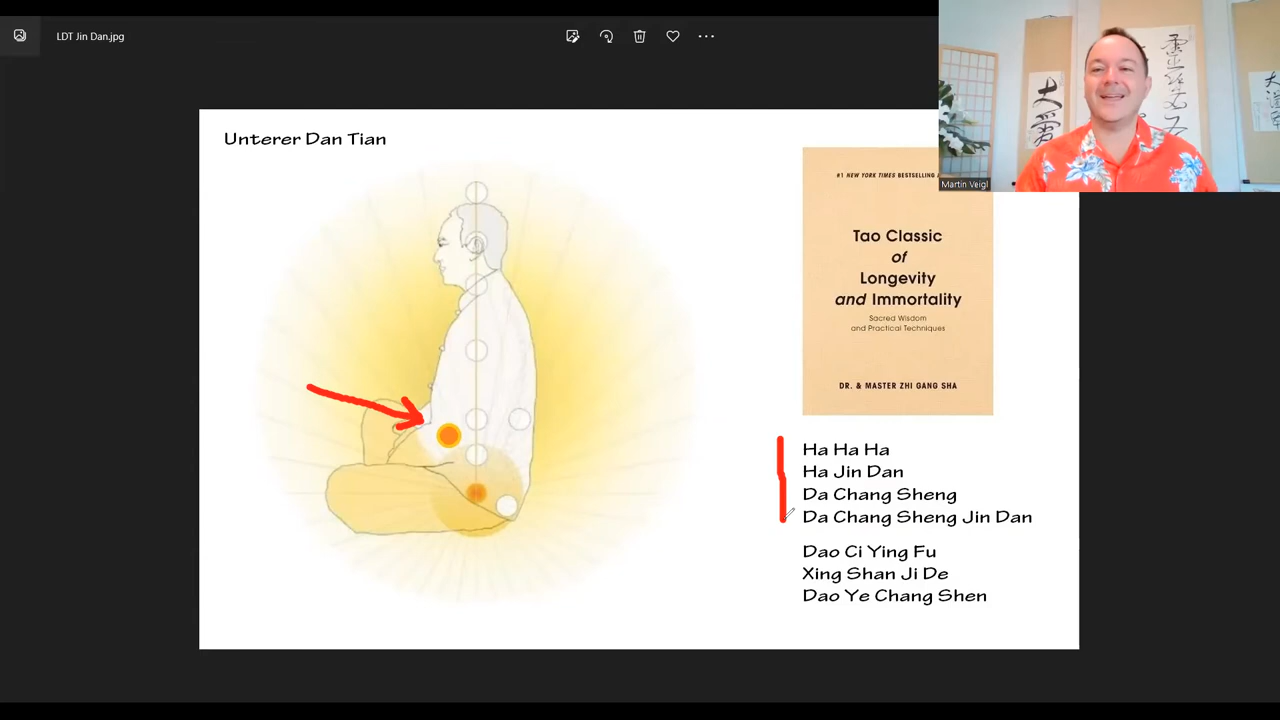 LDT Jin Dan.jpg
Unterer Dan Tian
#1 NEW YORK TIMES BESTSELLING
Tao Classic
of
Longevity
and Immortality
Sacred Wisdom
and Practical Techniques
DR. & MASTER ZHI GANG SHA
Martin Veigl
Ha Ha Ha
Ha Jin Dan
Da Chang Sheng
Da Chang Sheng Jin Dan
Dao Ci Ying Fu
Xing Shan Ji De
Dao Ye Chang Shen